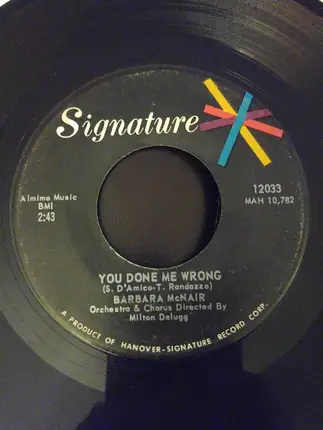 Signature
Almimo Music
BMI
2:43
12033
MAH 10,782
YOU DONE ME WRONG
(S. D'Amico-T. Randazzo)
BARBARA McNAIR
Orchestra & Chorus Directed By
Milton Delugg
A PRODUCT OF HANOVER-SIGNATURE RECORD CORP.